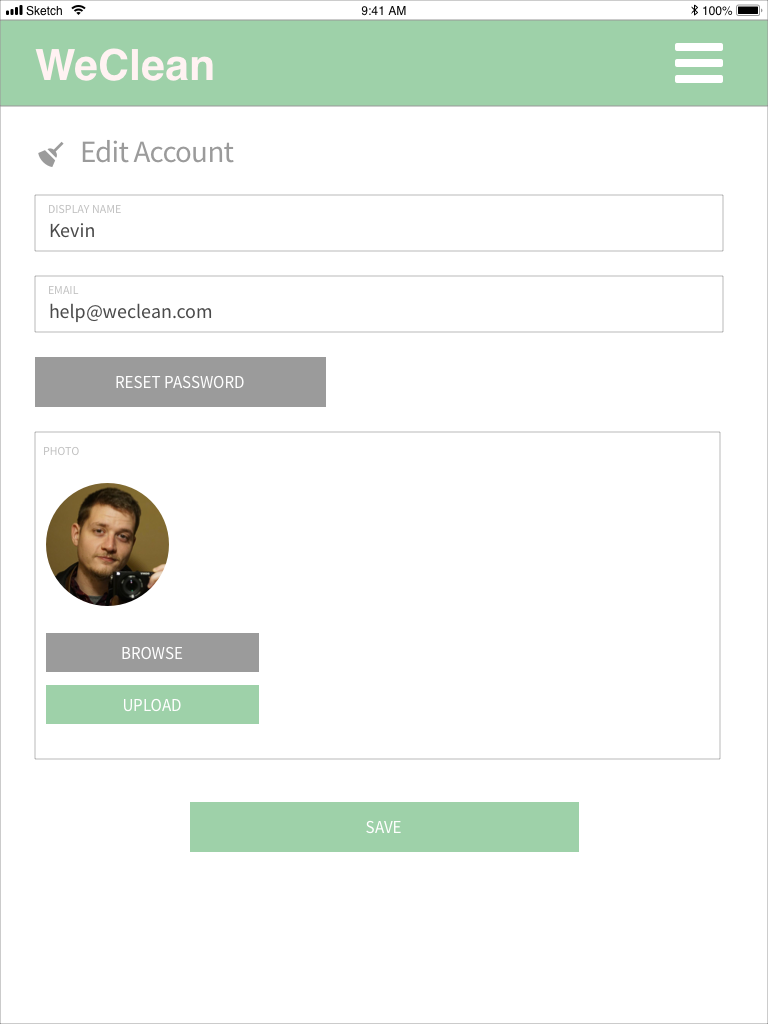 Sketch 9:41 AM 100%
WeClean
Edit Account
DISPLAY NAME
Kevin
EMAIL
help@weclean.com
RESET PASSWORD
PHOTO
BROWSE
UPLOAD
SAVE